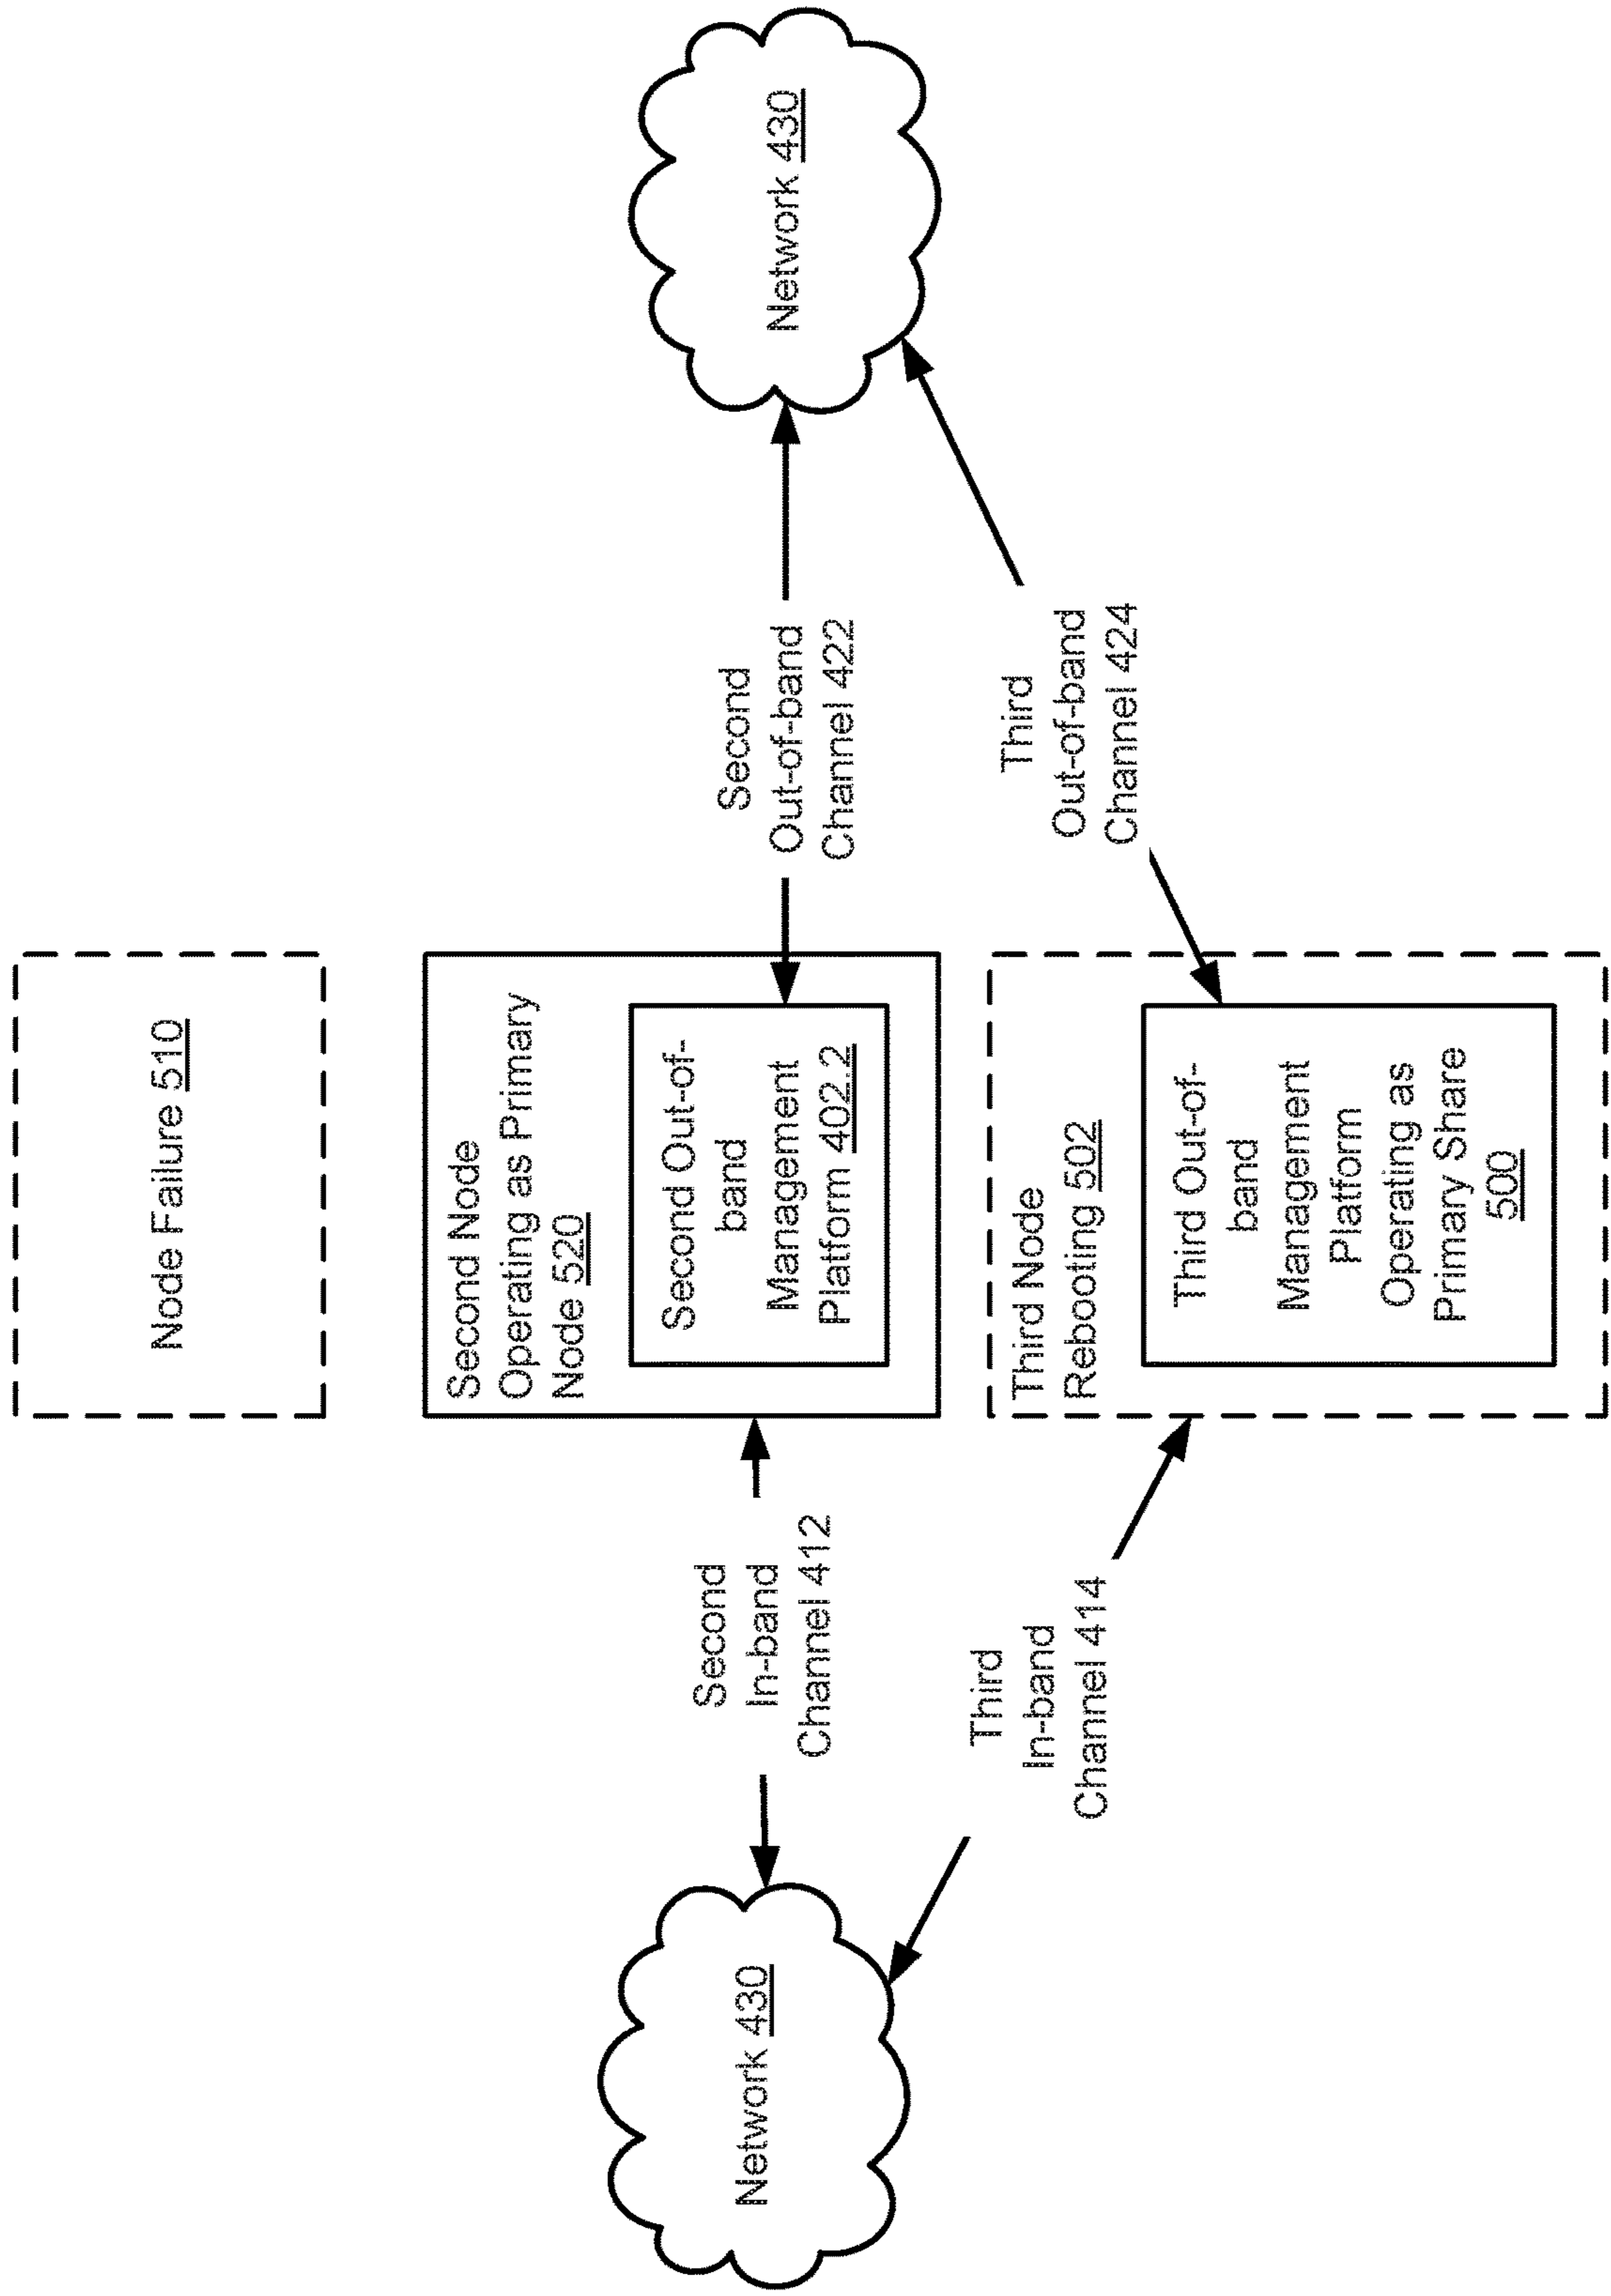 Node Failure 510
Network 430
Second
In-band
Channel 412
Second Node
Operating as Primary
Node 520
Second Out-of-
band
Management
Platform 402.2
Second
Out-of-band
Channel 422
Network 430
Third
In-band
Channel 414
Third Node
Rebooting 502
Third Out-of-
band
Management
Platform
Operating as
Primary Share
500
Third
Out-of-band
Channel 424